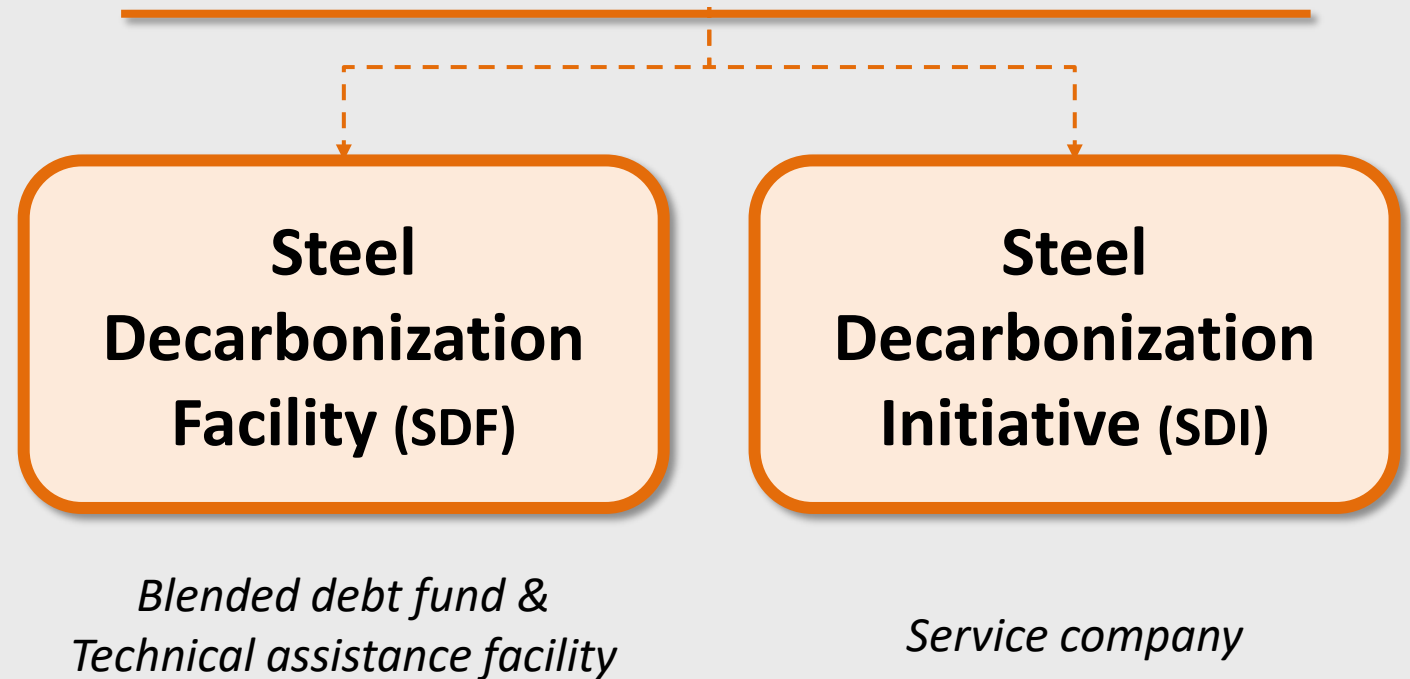 Steel
Decarbonization
Facility (SDF)
Steel
Decarbonization
Initiative (SDI)
Blended debt fund &
Technical assistance facility
Service company